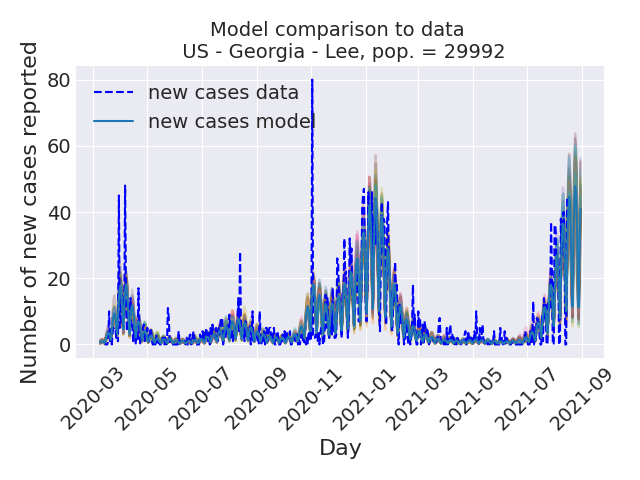 Model comparison to data
US - Georgia - Lee, pop. = 29992
Number of new cases reported
80
60
40
20
0
new cases data
new cases model
2020-03
2020-05
2020-07
2020-09
2020-11
2021-01
2021-03
2021-05
2021-07
2021-09
Day